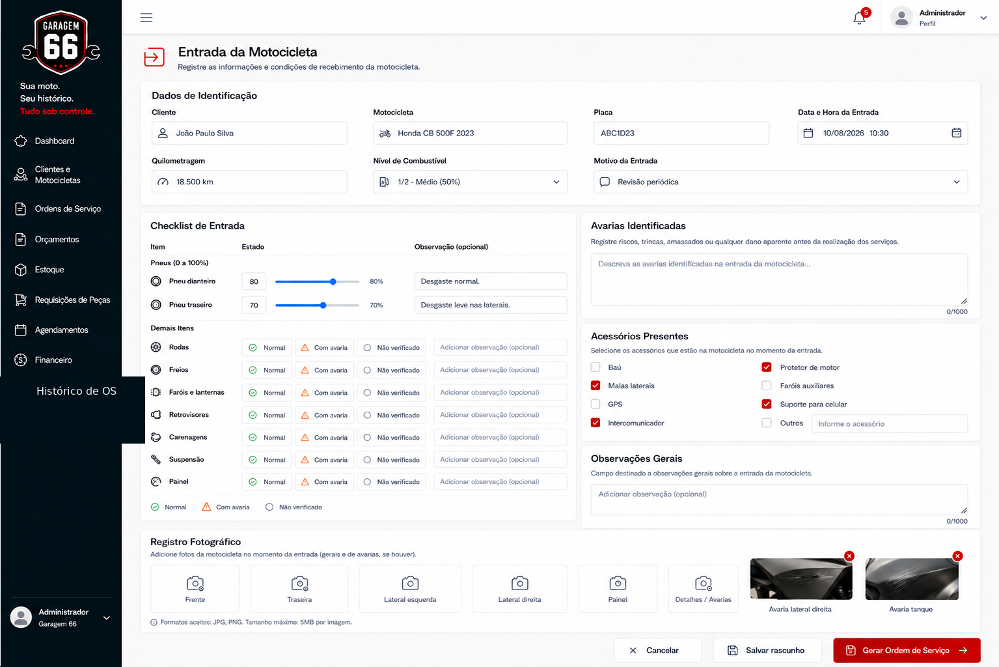 GARAGEM
66
Sua moto.
Seu histórico.
Tudo sob controle.
Dashboard
Clientes e
Motocicletas
Ordens de Serviço
Orçamentos
Estoque
Requisições de Peças
Agendamentos
Financeiro
Histórico de OS
Administrador
Garagem 66
5
Administrador
Perfil
Entrada da Motocicleta
Registre as informações e condições de recebimento da motocicleta.
Dados de Identificação
Cliente
João Paulo Silva
Motocicleta
Honda CB 500F 2023
Placa
ABC1D23
Data e Hora da Entrada
10/08/2026 10:30
Quilometragem
18.500 km
Nível de Combustível
1/2 - Médio (50%)
Motivo da Entrada
Revisão periódica
Checklist de Entrada
Item Estado Observação (opcional)
Pneus (0 a 100%)
Pneu dianteiro 80 80% Desgaste normal.
Pneu traseiro 70 70% Desgaste leve nas laterais.
Demais Itens
Rodas Normal Com avaria Não verificado Adicionar observação (opcional)
Freios Normal Com avaria Não verificado Adicionar observação (opcional)
Faróis e lanternas Normal Com avaria Não verificado Adicionar observação (opcional)
Retrovisores Normal Com avaria Não verificado Adicionar observação (opcional)
Carenagens Normal Com avaria Não verificado Adicionar observação (opcional)
Suspensão Normal Com avaria Não verificado Adicionar observação (opcional)
Painel Normal Com avaria Não verificado Adicionar observação (opcional)
Normal Com avaria Não verificado
Avarias Identificadas
Registre riscos, trincas, amassados ou qualquer dano aparente antes da realização dos serviços.
Descreva as avarias identificadas na entrada da motocicleta...
0/1000
Acessórios Presentes
Selecione os acessórios que estão na motocicleta no momento da entrada.
Baú Protetor de motor
Malas laterais Faróis auxiliares
GPS Suporte para celular
Intercomunicador Outros Informe o acessório
Observações Gerais
Campo destinado a observações gerais sobre a entrada da motocicleta.
Adicionar observação (opcional)
0/1000
Registro Fotográfico
Adicione fotos da motocicleta no momento da entrada (gerais e de avarias, se houver).
Frente Traseira Lateral esquerda Lateral direita Painel Detalhes / Avarias
Avaria lateral direita Avaria tanque
Formatos aceitos: JPG, PNG. Tamanho máximo: 5MB por imagem.
Cancelar Salvar rascunho Gerar Ordem de Serviço